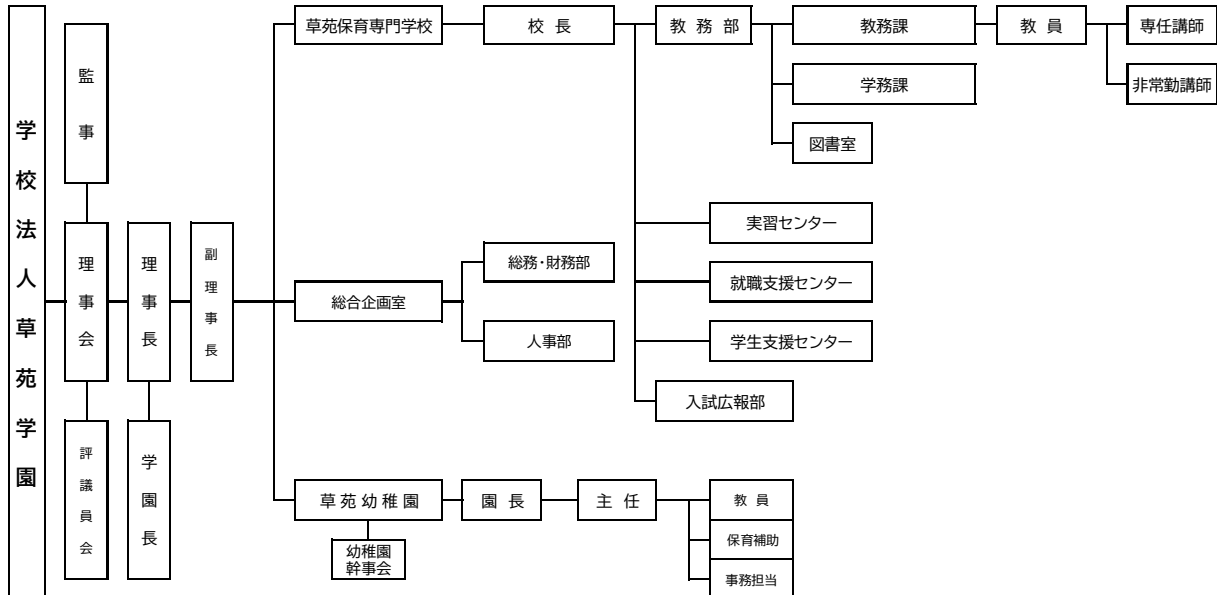 学校法人草苑学園
監事
理事会
評議員会
理事長
学園長
副理事長
草苑保育専門学校
校長
教務部
教務課
教員
専任講師
非常勤講師
学務課
図書室
実習センター
就職支援センター
学生支援センター
入試広報部
総合企画室
総務・財務部
人事部
草苑幼稚園
幼稚園
幹事会
園長
主任
教員
保育補助
事務担当